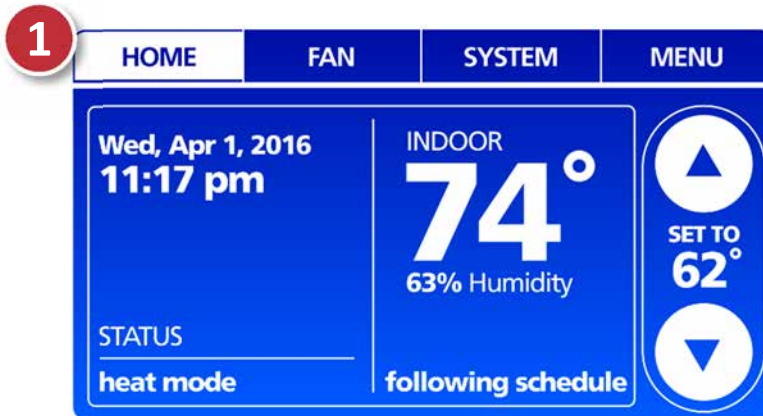 1
HOME FAN SYSTEM MENU
Wed, Apr 1, 2016
11:17 pm
STATUS
heat mode
INDOOR
74°
63% Humidity
following schedule
SET TO
62°